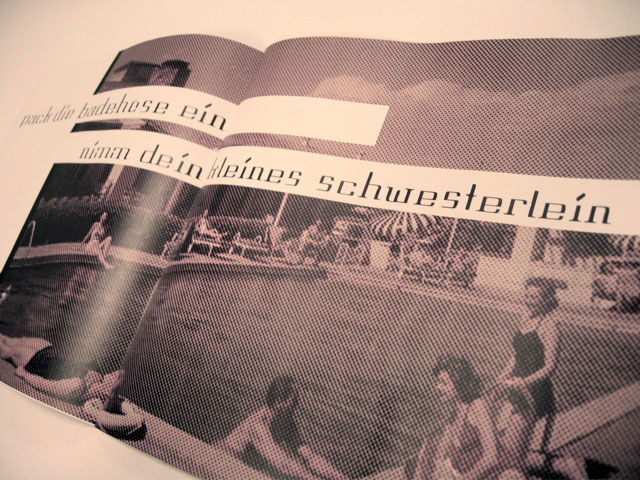 pack die badehose ein
nimm dein kleines schwesterlein